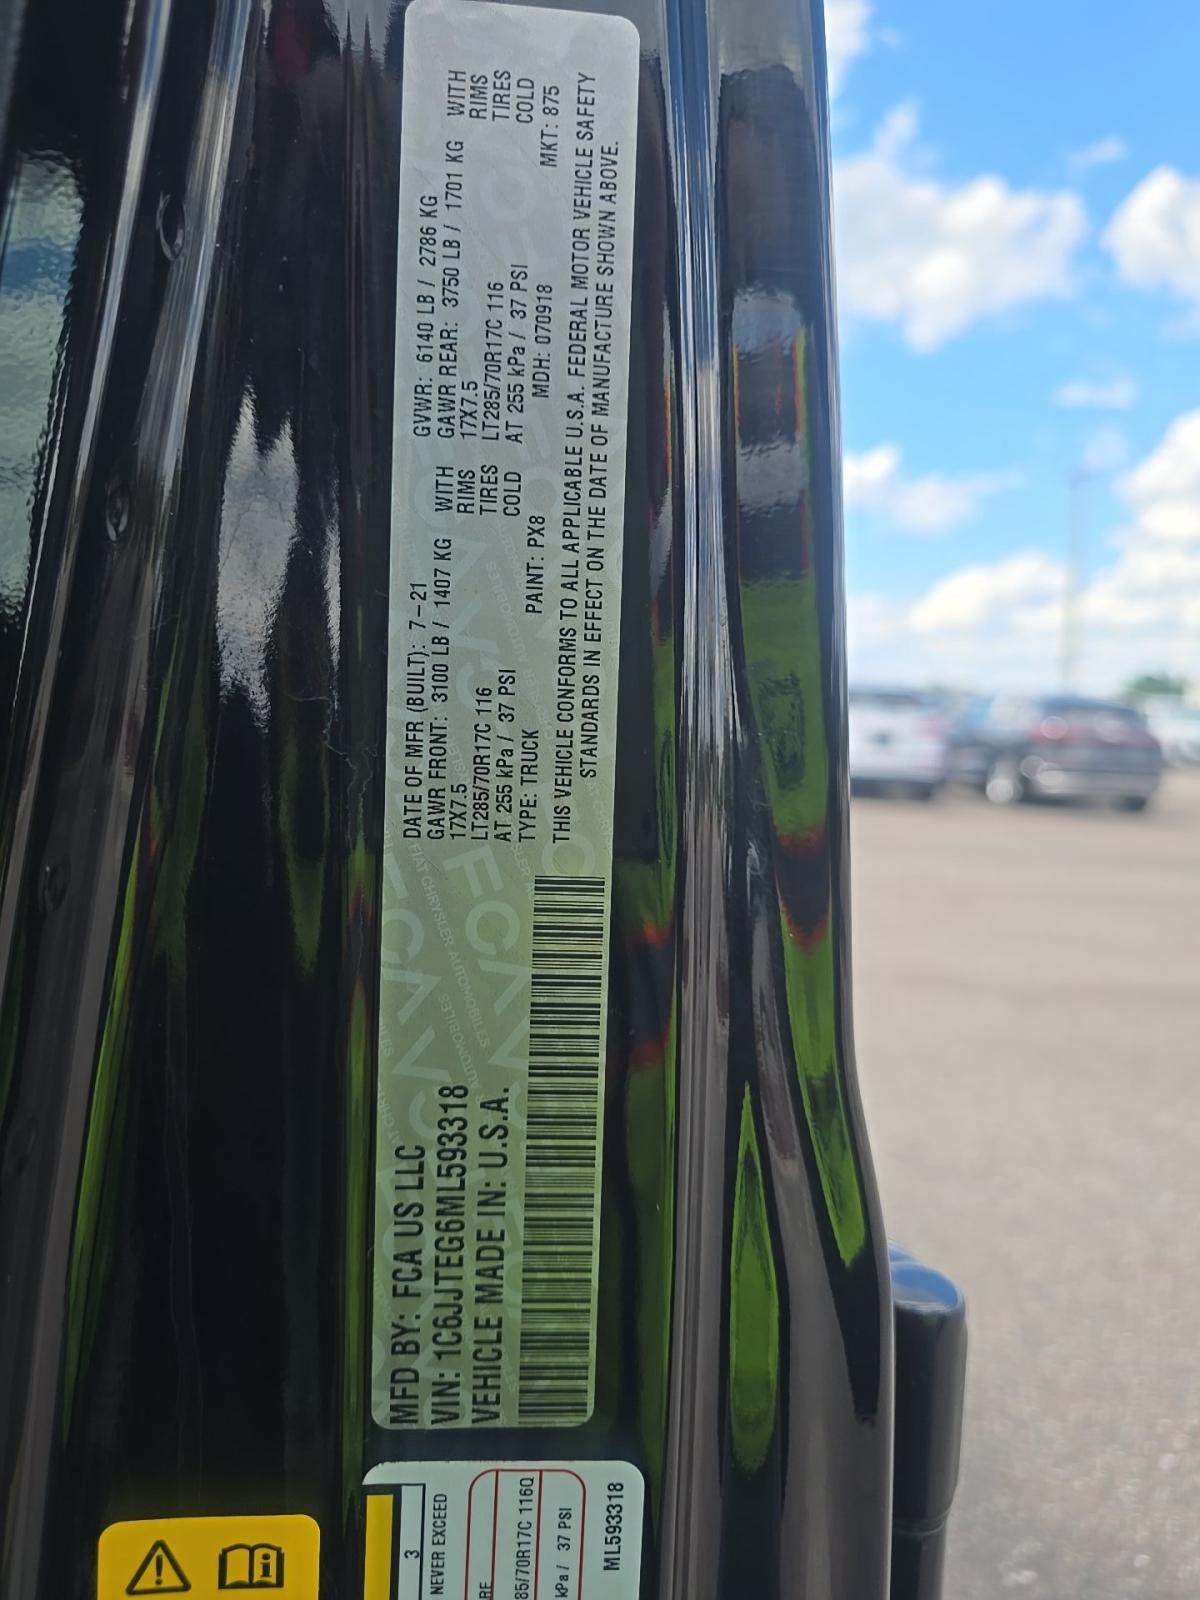 MFD BY: FCA US LLC
VIN: 1C6JJTEG6ML593318
VEHICLE MADE IN: U.S.A.
DATE OF MFR (BUILT): 7-21
GAWR FRONT: 3100 LB / 1407 KG WITH
17X7.5 RIMS
LT285/70R17C 116 TIRES
AT 255 kPa / 37 PSI COLD
TYPE: TRUCK PAINT: PX8
GVWR: 6140 LB / 2786 KG
GAWR REAR: 3750 LB / 1701 KG WITH
17X7.5 RIMS
LT285/70R17C 116 TIRES
AT 255 kPa / 37 PSI COLD
MDH: 070918 MKT: 875
THIS VEHICLE CONFORMS TO ALL APPLICABLE U.S.A. FEDERAL MOTOR VEHICLE SAFETY
STANDARDS IN EFFECT ON THE DATE OF MANUFACTURE SHOWN ABOVE.
3
NEVER EXCEED
RE
85/70R17C 116Q
kPa / 37 PSI
ML593318